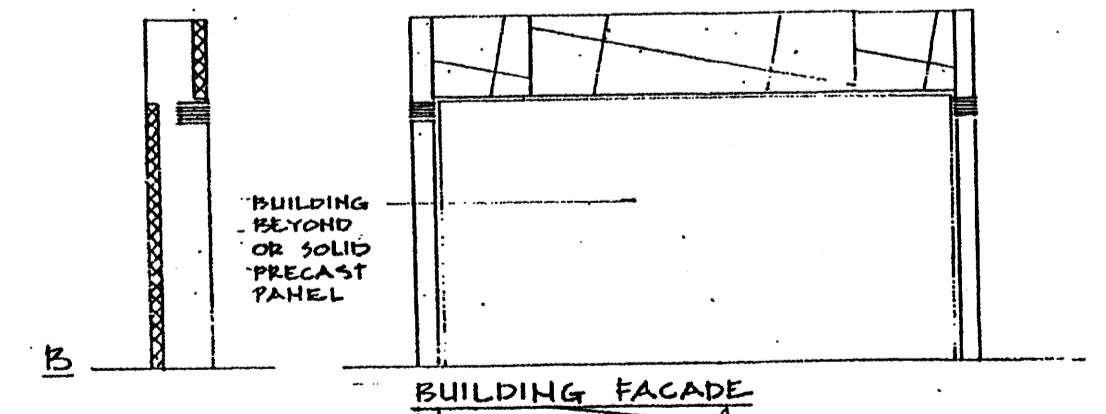 BUILDING
BEYOND
OR SOLID
PRECAST
PANEL
B
BUILDING FACADE